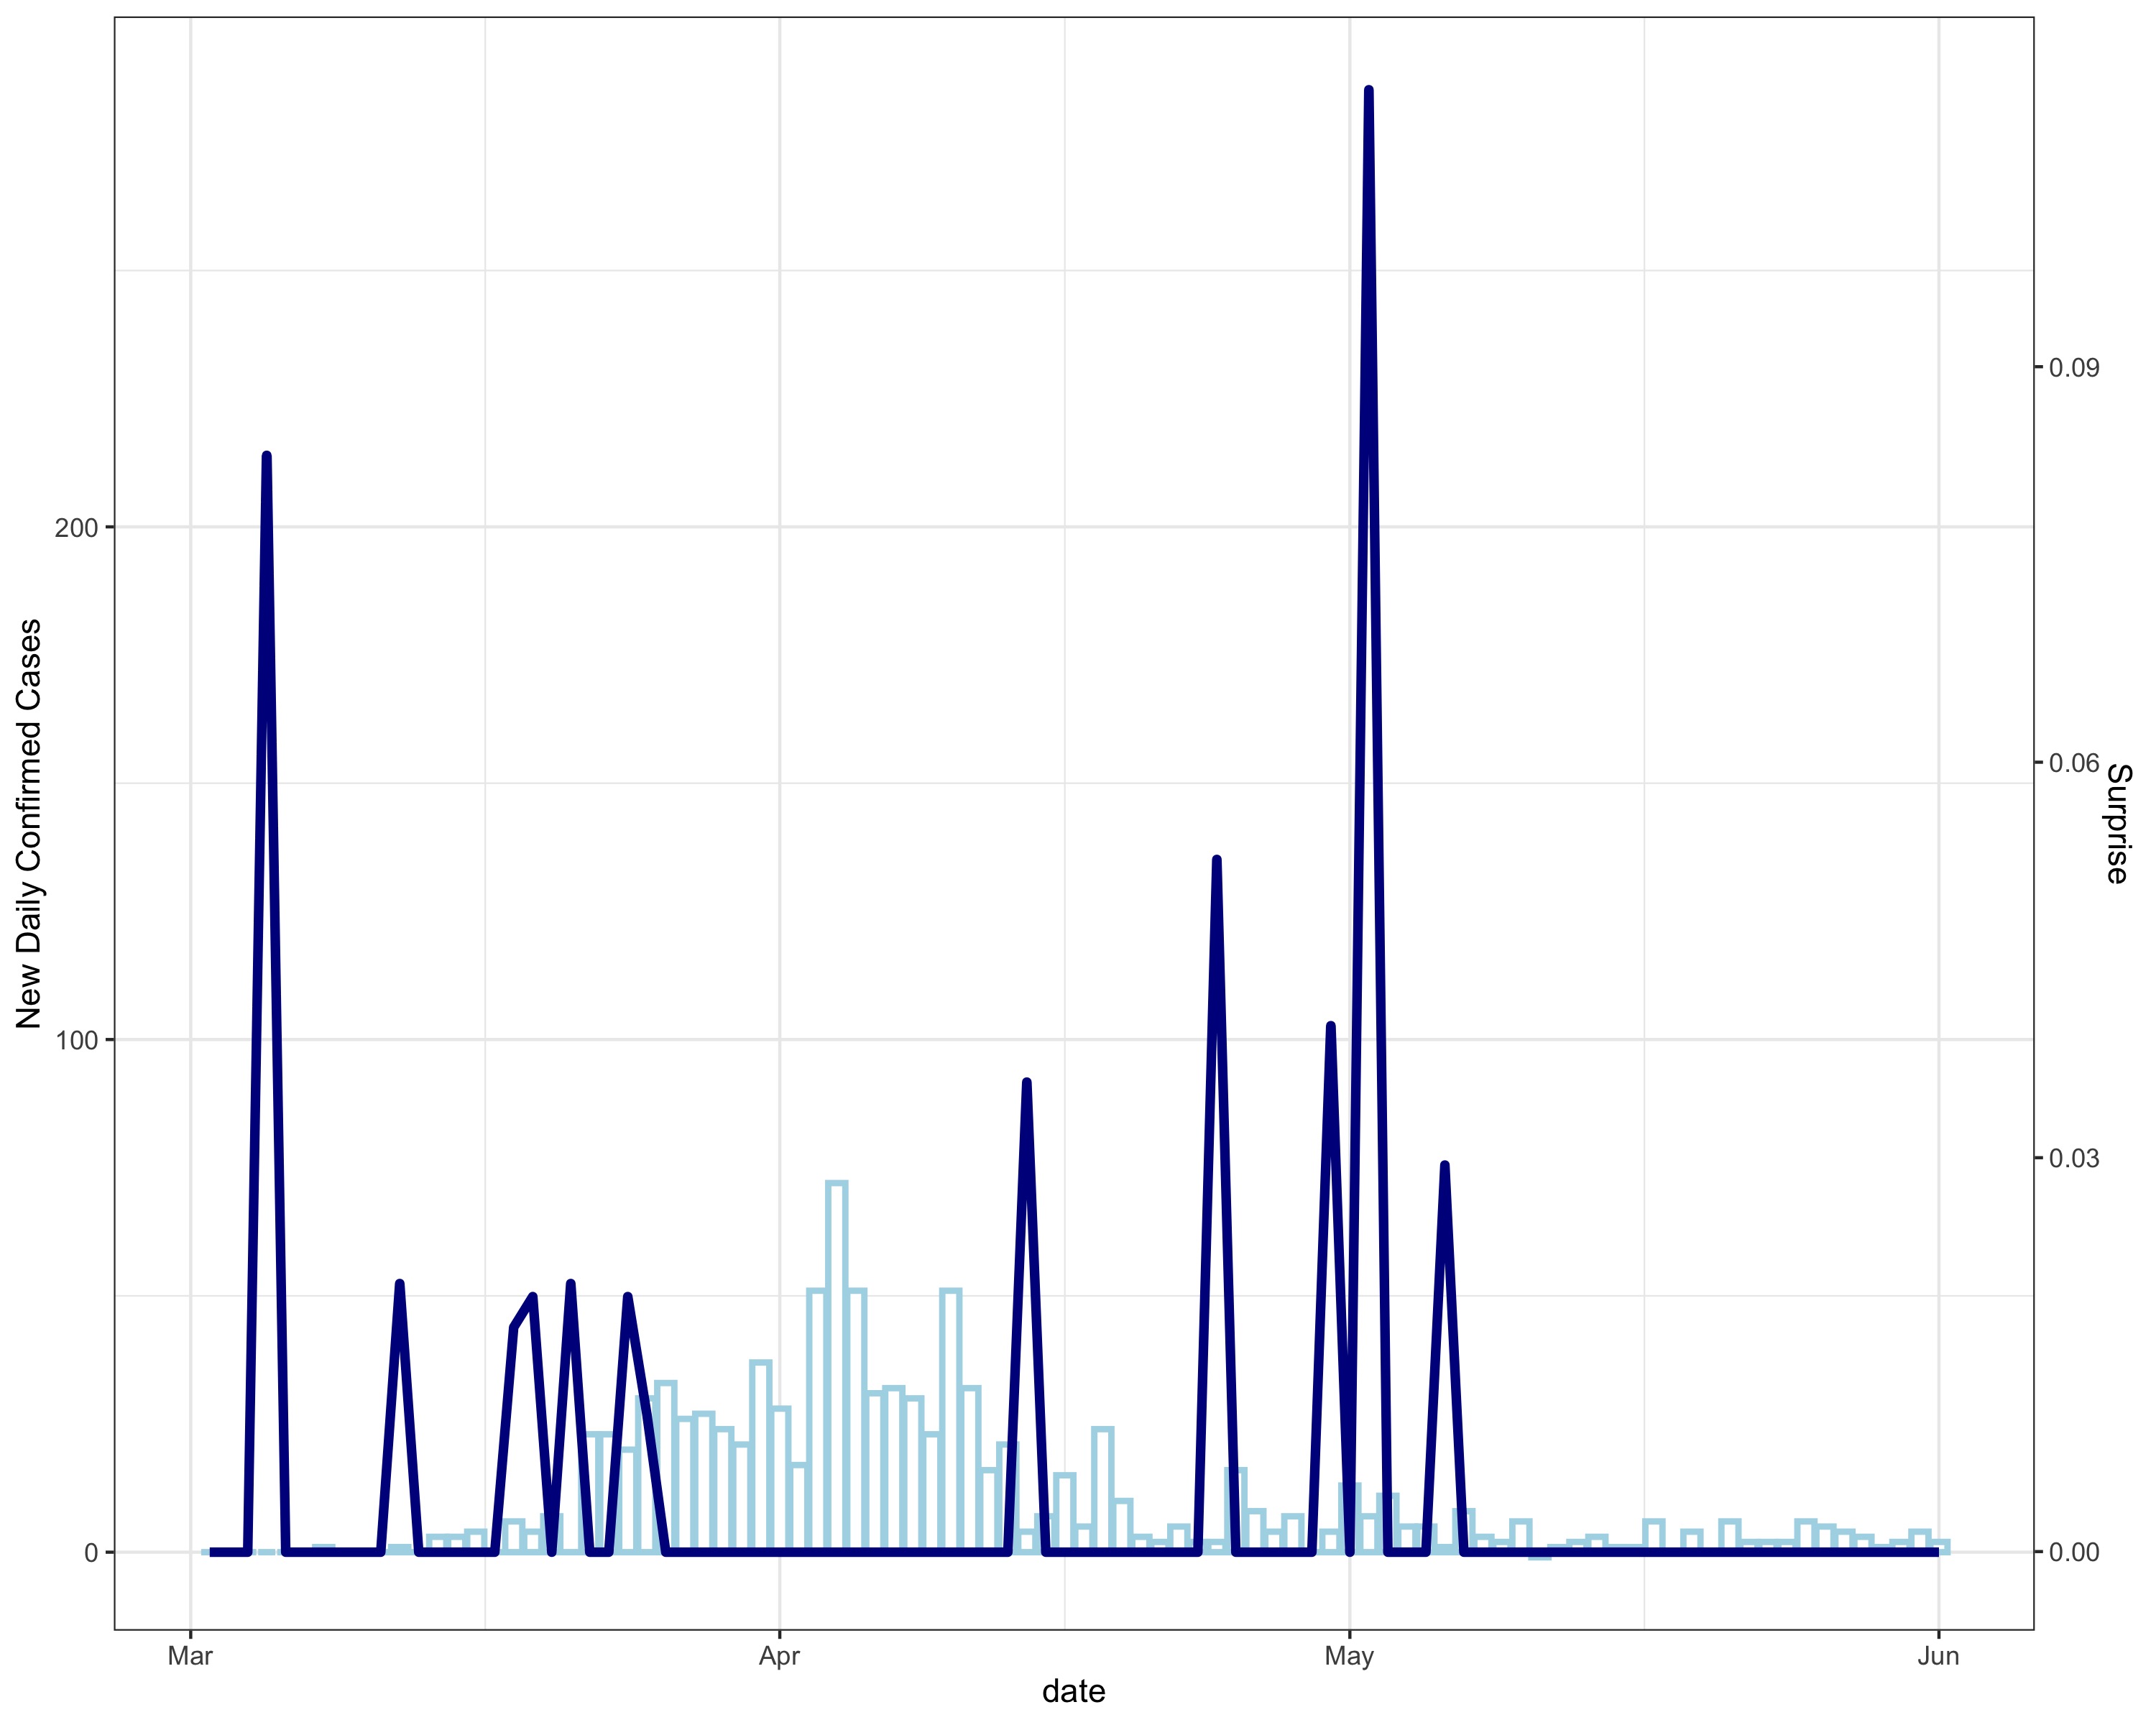 New Daily Confirmed Cases
200
100
0
0.09
0.06
0.03
0.00
Surprise
Mar
Apr
May
Jun
date